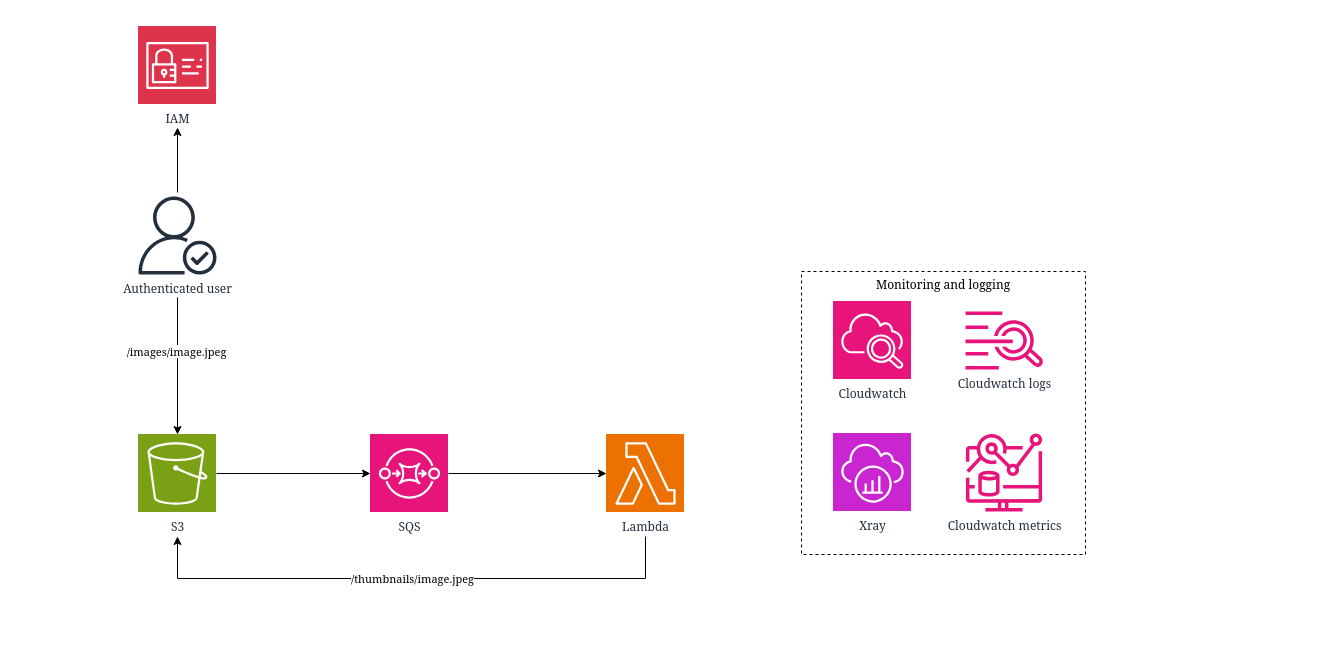 IAM
Authenticated user
/images/image.jpeg
S3
SQS
Lambda
/thumbnails/image.jpeg
Monitoring and logging
Cloudwatch
Cloudwatch logs
Xray
Cloudwatch metrics